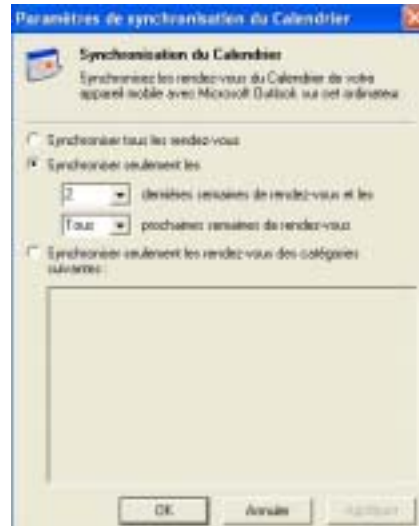 Paramètres de synchronisation du Calendrier
Synchronisation du Calendrier
Synchronisez les rendez-vous du Calendrier de votre
appareil mobile avec Microsoft Outlook sur cet ordinateur
Synchroniser tous les rendez-vous
Synchroniser seulement les
2 dernières semaines de rendez-vous et les
Tous prochaines semaines de rendez-vous
Synchroniser seulement les rendez-vous des catégories
suivantes :
OK Annuler Appliquer